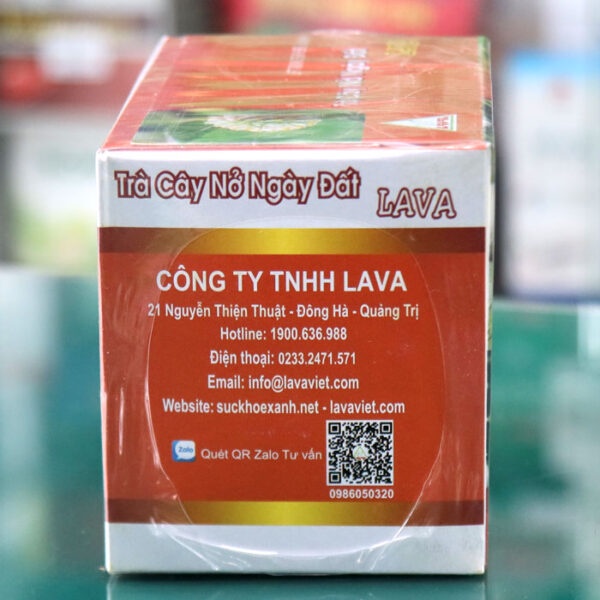 Trà Cây Nở Ngày Đất
LAVA
CÔNG TY TNHH LAVA
21 Nguyễn Thiện Thuật - Đông Hà - Quảng Trị
Hotline: 1900.636.988
Điện thoại: 0233.2471.571
Email: info@lavaviet.com
Website: suckhoexanh.net - lavaviet.com
Zalo
Quét QR Zalo Tư vấn
0986050320